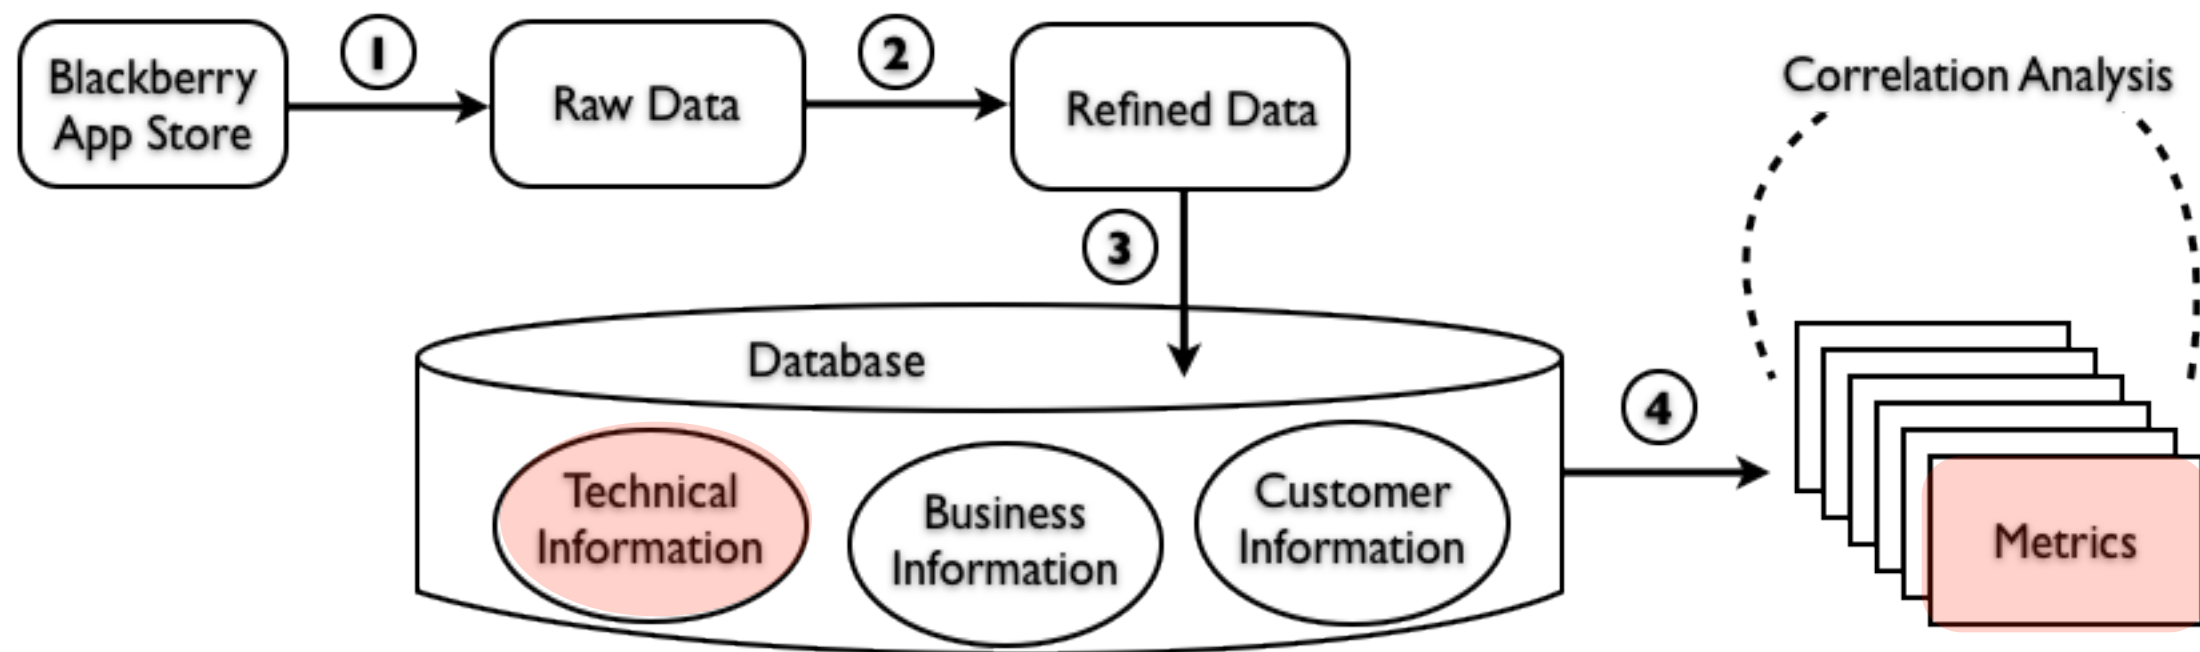 Blackberry
App Store
1
Raw Data
2
Refined Data
Correlation Analysis
3
Database
4
Technical
Information
Business
Information
Customer
Information
Metrics